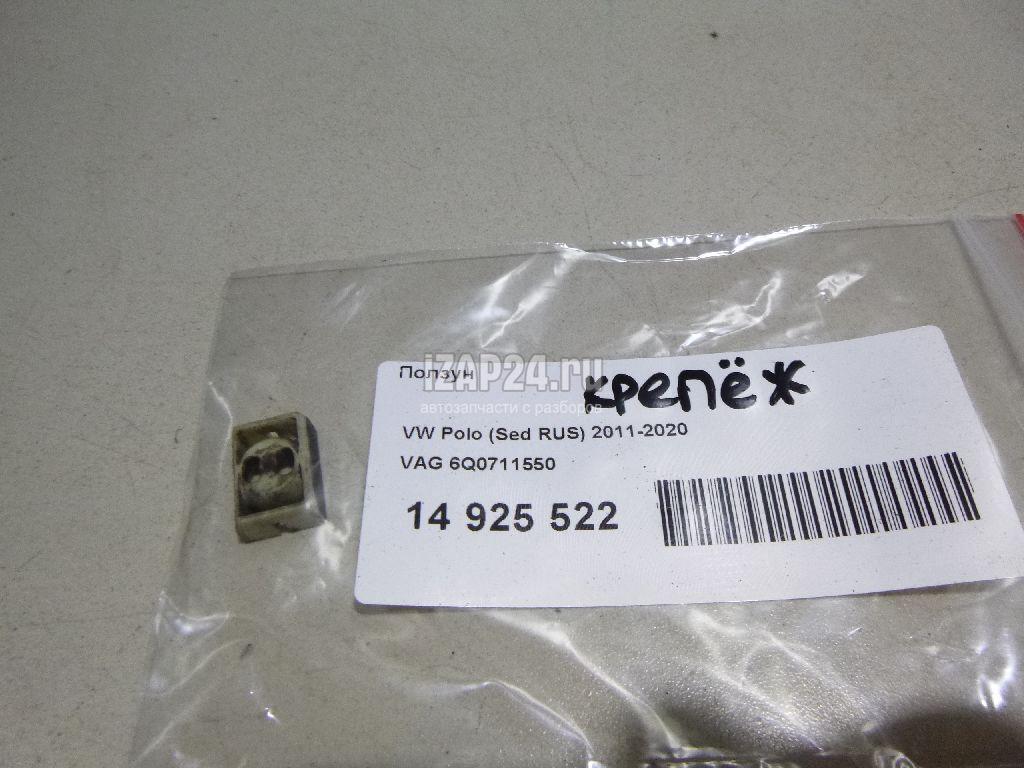 Ползун
iZAP24.ru
автозапчасти с разборов
крепёж
VW Polo (Sed RUS) 2011-2020
VAG 6Q0711550
14 925 522